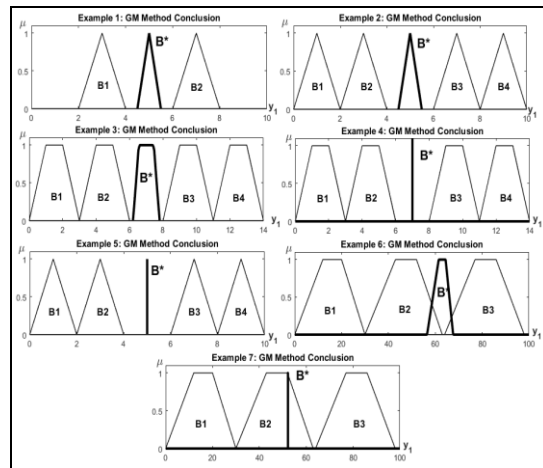 Example 1: GM Method Conclusion
μ
1
0.5
0
B1
B*
B2
0 2 4 6 8 10
y1
Example 2: GM Method Conclusion
μ
1
0.5
0
B1
B2
B*
B3
B4
0 2 4 6 8 10
y1
Example 3: GM Method Conclusion
μ
1
0.5
0
B1
B2
B*
B3
B4
0 2 4 6 8 10 12 14
y1
Example 4: GM Method Conclusion
μ
1
0.5
0
B1
B2
B*
B3
B4
0 2 4 6 8 10 12 14
y1
Example 5: GM Method Conclusion
μ
1
0.5
0
B1
B2
B*
B3
B4
0 2 4 6 8 10
y1
Example 6: GM Method Conclusion
μ
1
0.5
0
B1
B2
B*
B3
0 20 40 60 80 100
y1
Example 7: GM Method Conclusion
μ
1
0.5
0
B1
B2
B*
B3
0 20 40 60 80 100
y1